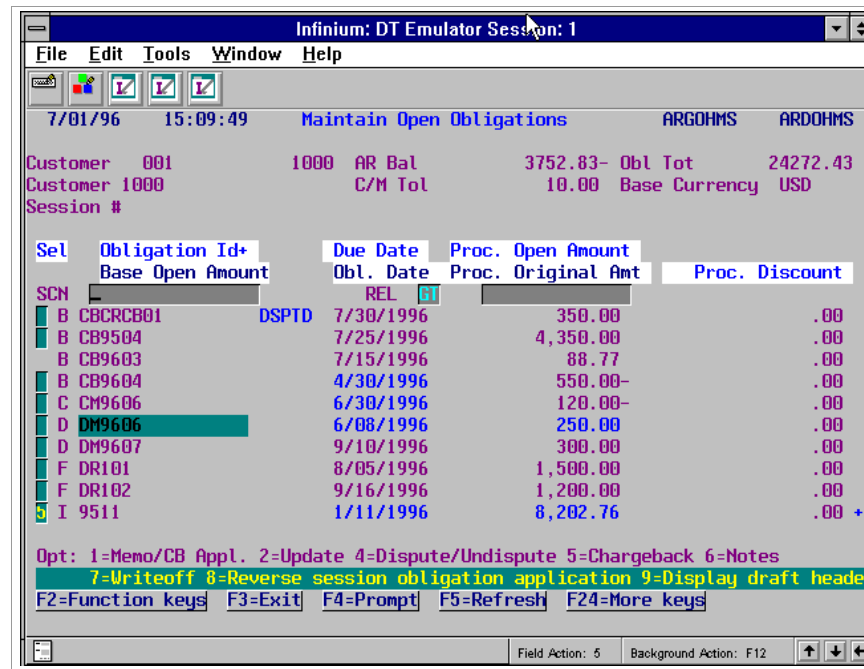 Infinium: DT Emulator Session: 1
File Edit Tools Window Help
7/01/96 15:09:49 Maintain Open Obligations ARGOHMS ARDOHMS
Customer 001 1000 AR Bal 3752.83- Obl Tot 24272.43
Customer 1000 C/M Tol 10.00 Base Currency USD
Session #
Sel Obligation Id+ Due Date Proc. Open Amount
Base Open Amount Obl. Date Proc. Original Amt Proc. Discount
SCN REL GT
B CBCRCB01 DSPTD 7/30/1996 350.00 .00
B CB9504 7/25/1996 4,350.00 .00
B CB9603 7/15/1996 88.77 .00
B CB9604 4/30/1996 550.00- .00
C CM9606 6/30/1996 120.00- .00
D DM9606 6/08/1996 250.00 .00
D DM9607 9/10/1996 300.00 .00
F DR101 8/05/1996 1,500.00 .00
F DR102 9/16/1996 1,200.00 .00
5 I 9511 1/11/1996 8,202.76 .00 +
Opt: 1=Memo/CB Appl. 2=Update 4=Dispute/Undispute 5=Chargeback 6=Notes
7=Writeoff 8=Reverse session obligation application 9=Display draft heade
F2=Function keys F3=Exit F4=Prompt F5=Refresh F24=More keys
Field Action: 5 Background Action: F12